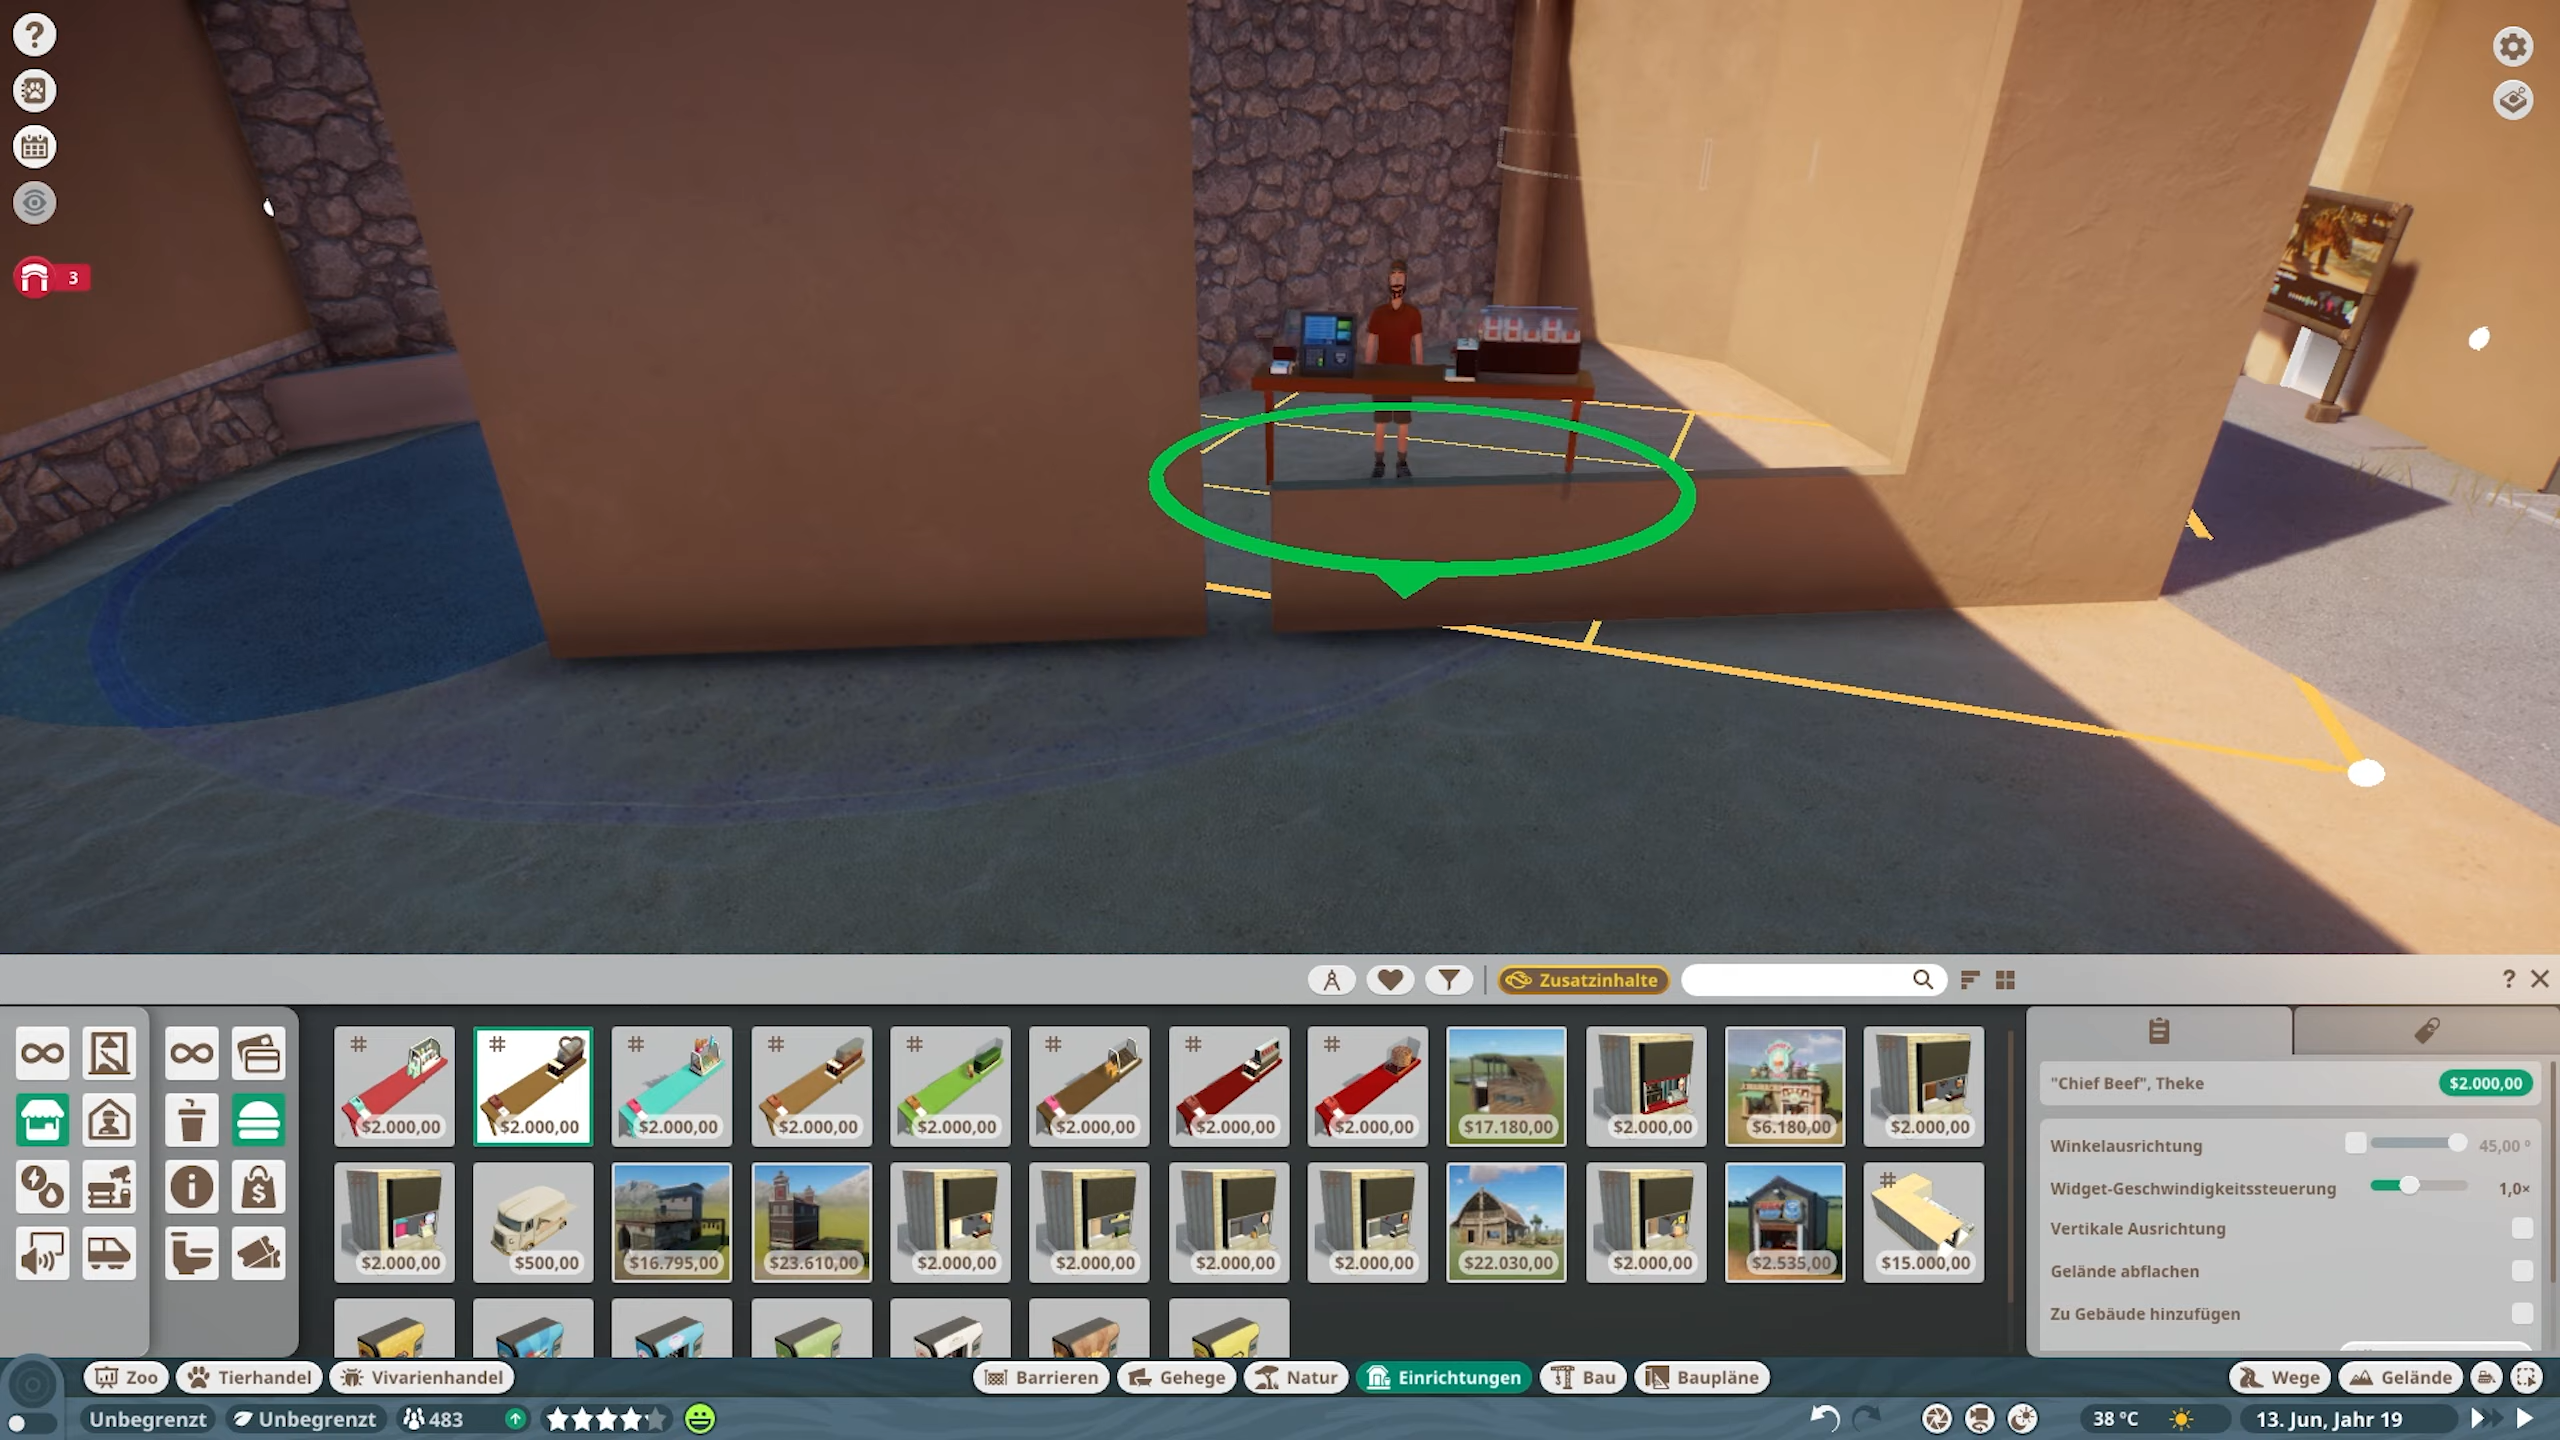 3
Zusatzinhalte
$2.000,00
$2.000,00
$2.000,00
$2.000,00
$2.000,00
$2.000,00
$2.000,00
$2.000,00
$17.180,00
$2.000,00
$6.180,00
$2.000,00
$2.000,00
$500,00
$16.795,00
$23.610,00
$2.000,00
$2.000,00
$2.000,00
$2.000,00
$22.030,00
$2.000,00
$2.535,00
$15.000,00
"Chief Beef", Theke
$2.000,00
Winkelausrichtung
45,00 °
Widget-Geschwindigkeitssteuerung
1,0×
Vertikale Ausrichtung
Gelände abflachen
Zu Gebäude hinzufügen
Zoo
Tierhandel
Vivarienhandel
Barrieren
Gehege
Natur
Einrichtungen
Bau
Baupläne
Wege
Gelände
Unbegrenzt
Unbegrenzt
483
38 °C
13. Jun, Jahr 19